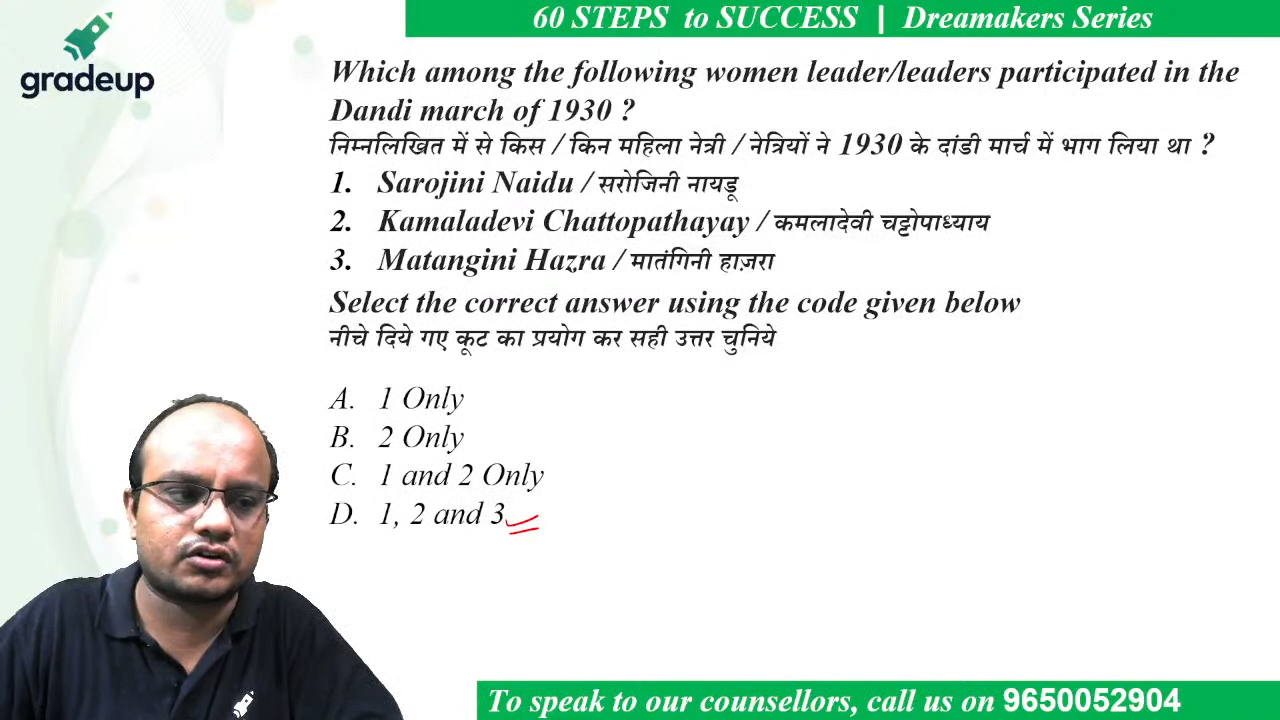 60 STEPS to SUCCESS | Dreamakers Series
gradeup
Which among the following women leader/leaders participated in the
Dandi march of 1930 ?
निम्नलिखित में से किस / किन महिला नेत्री / नेत्रियों ने 1930 के दांडी मार्च में भाग लिया था ?
1. Sarojini Naidu / सरोजिनी नायडू
2. Kamaladevi Chattopathayay / कमलादेवी चट्टोपाध्याय
3. Matangini Hazra / मातंगिनी हाज़रा
Select the correct answer using the code given below
नीचे दिये गए कूट का प्रयोग कर सही उत्तर चुनिये
A. 1 Only
B. 2 Only
C. 1 and 2 Only
D. 1, 2 and 3
To speak to our counsellors, call us on 9650052904